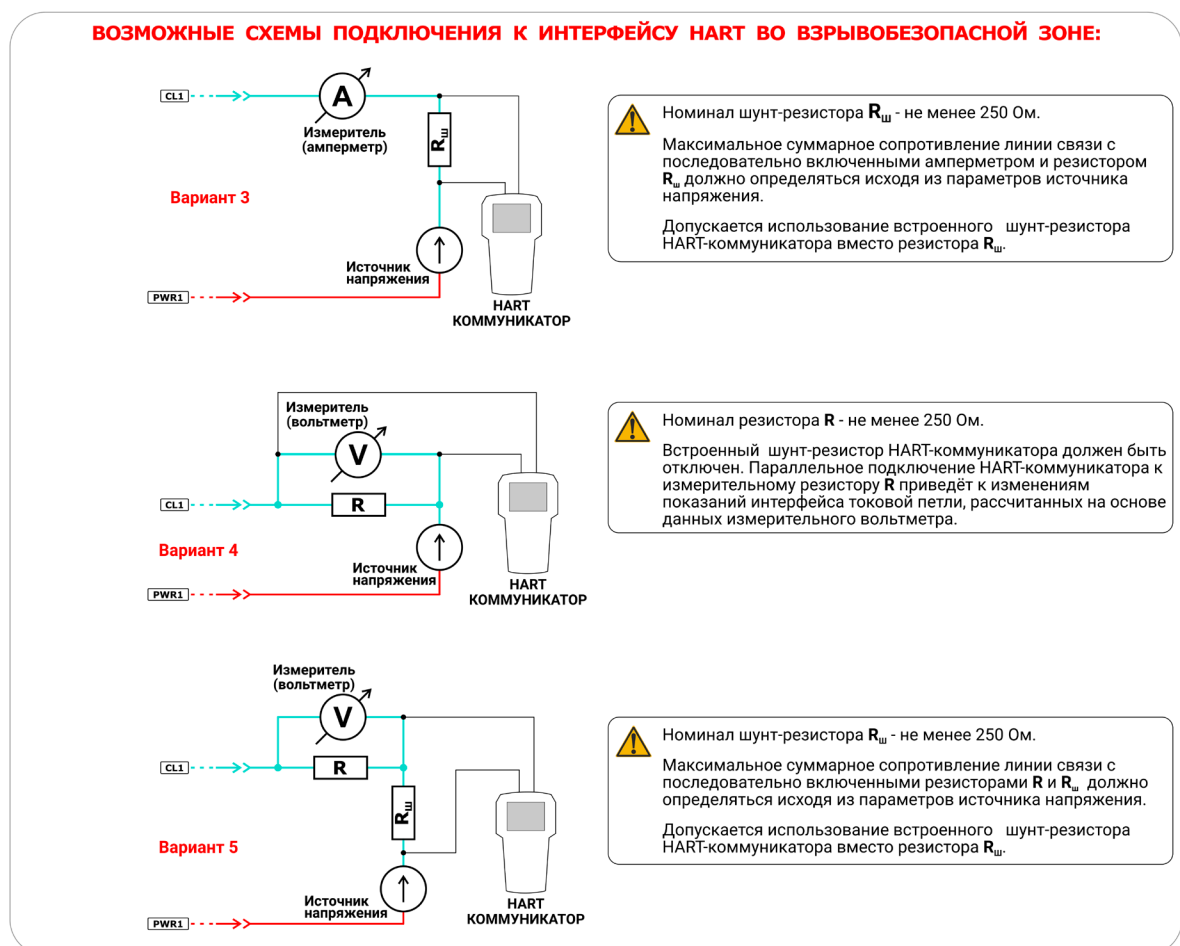 ВОЗМОЖНЫЕ СХЕМЫ ПОДКЛЮЧЕНИЯ К ИНТЕРФЕЙСУ HART ВО ВЗРЫВОБЕЗОПАСНОЙ ЗОНЕ:
CL1
A
Измеритель
(амперметр)
Rш
Вариант 3
Источник
напряжения
PWR1
HART
КОММУНИКАТОР
Номинал шунт-резистора Rш - не менее 250 Ом.
Максимальное суммарное сопротивление линии связи с
последовательно включенными амперметром и резистором
Rш должно определяться исходя из параметров источника
напряжения.
Допускается использование встроенного шунт-резистора
HART-коммуникатора вместо резистора Rш.
Измеритель
(вольтметр)
V
CL1
R
Вариант 4
Источник
напряжения
PWR1
HART
КОММУНИКАТОР
Номинал резистора R - не менее 250 Ом.
Встроенный шунт-резистор HART-коммуникатора должен быть
отключен. Параллельное подключение HART-коммуникатора к
измерительному резистору R приведёт к изменениям
показаний интерфейса токовой петли, рассчитанных на основе
данных измерительного вольтметра.
Измеритель
(вольтметр)
V
CL1
R
Rш
Вариант 5
Источник
напряжения
PWR1
HART
КОММУНИКАТОР
Номинал шунт-резистора Rш - не менее 250 Ом.
Максимальное суммарное сопротивление линии связи с
последовательно включенными резисторами R и Rш должно
определяться исходя из параметров источника напряжения.
Допускается использование встроенного шунт-резистора
HART-коммуникатора вместо резистора Rш.